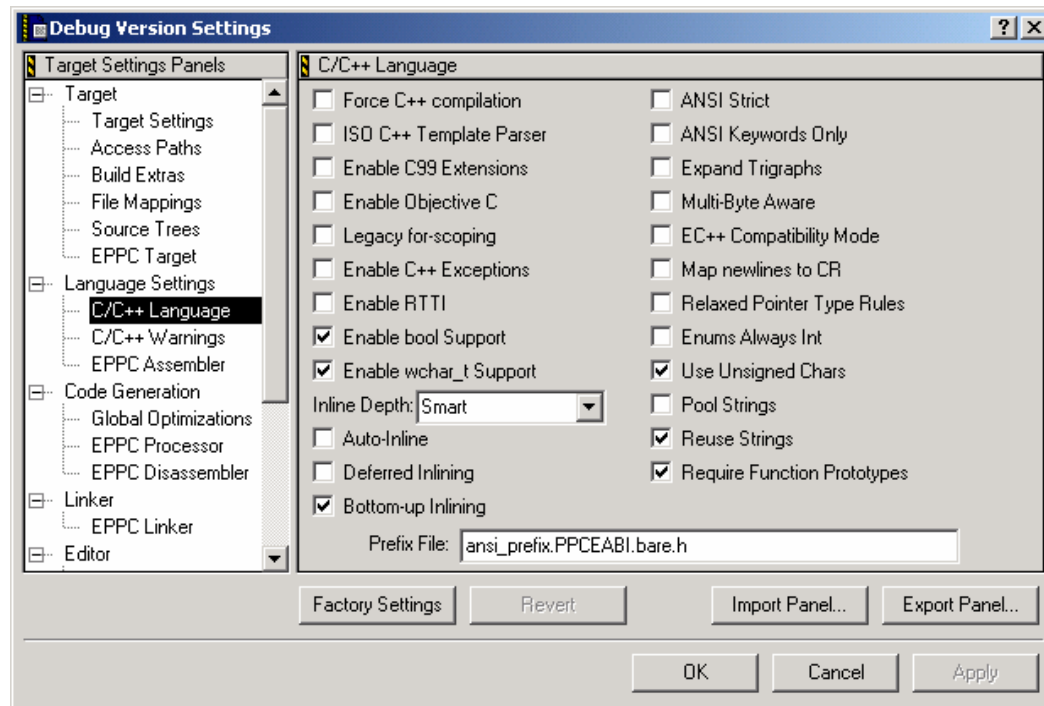 Debug Version Settings
Target Settings Panels
Target
Target Settings
Access Paths
Build Extras
File Mappings
Source Trees
EPPC Target
Language Settings
C/C++ Language
C/C++ Warnings
EPPC Assembler
Code Generation
Global Optimizations
EPPC Processor
EPPC Disassembler
Linker
EPPC Linker
Editor
C/C++ Language
Force C++ compilation
ISO C++ Template Parser
Enable C99 Extensions
Enable Objective C
Legacy for-scoping
Enable C++ Exceptions
Enable RTTI
Enable bool Support
Enable wchar_t Support
Inline Depth: Smart
Auto-Inline
Deferred Inlining
Bottom-up Inlining
ANSI Strict
ANSI Keywords Only
Expand Trigraphs
Multi-Byte Aware
EC++ Compatibility Mode
Map newlines to CR
Relaxed Pointer Type Rules
Enums Always Int
Use Unsigned Chars
Pool Strings
Reuse Strings
Require Function Prototypes
Prefix File: ansi_prefix.PPCEABI.bare.h
Factory Settings Revert Import Panel... Export Panel...
OK Cancel Apply